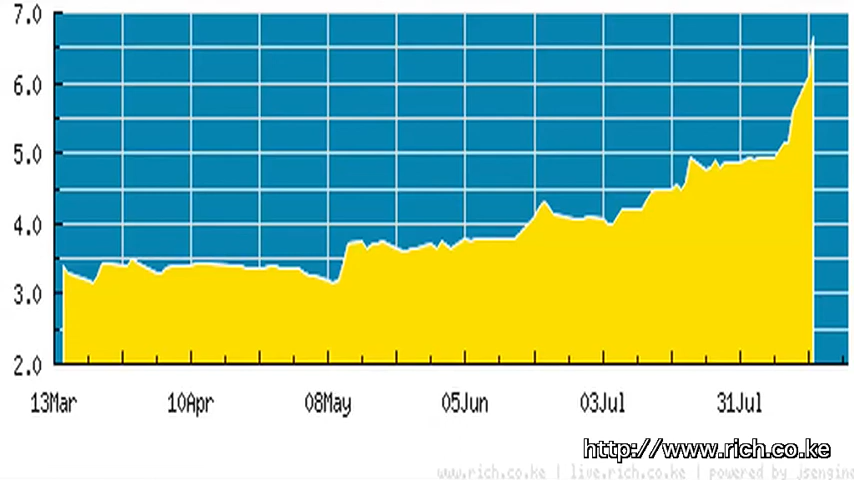 7.0
6.0
5.0
4.0
3.0
2.0
13Mar 10Apr 08May 05Jun 03Jul 31Jul
http://www.rich.co.ke
www.rich.co.ke | live.rich.co.ke | powered by jsengine